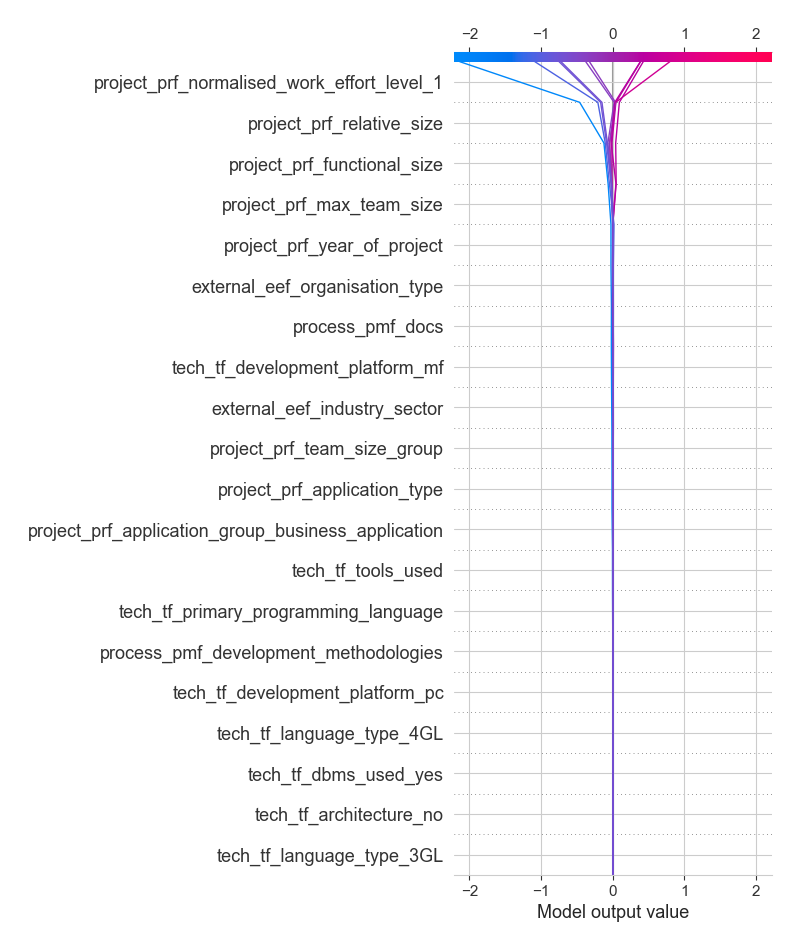 −2 −1 0 1 2
project_prf_normalised_work_effort_level_1
project_prf_relative_size
project_prf_functional_size
project_prf_max_team_size
project_prf_year_of_project
external_eef_organisation_type
process_pmf_docs
tech_tf_development_platform_mf
external_eef_industry_sector
project_prf_team_size_group
project_prf_application_type
project_prf_application_group_business_application
tech_tf_tools_used
tech_tf_primary_programming_language
process_pmf_development_methodologies
tech_tf_development_platform_pc
tech_tf_language_type_4GL
tech_tf_dbms_used_yes
tech_tf_architecture_no
tech_tf_language_type_3GL
−2 −1 0 1 2
Model output value